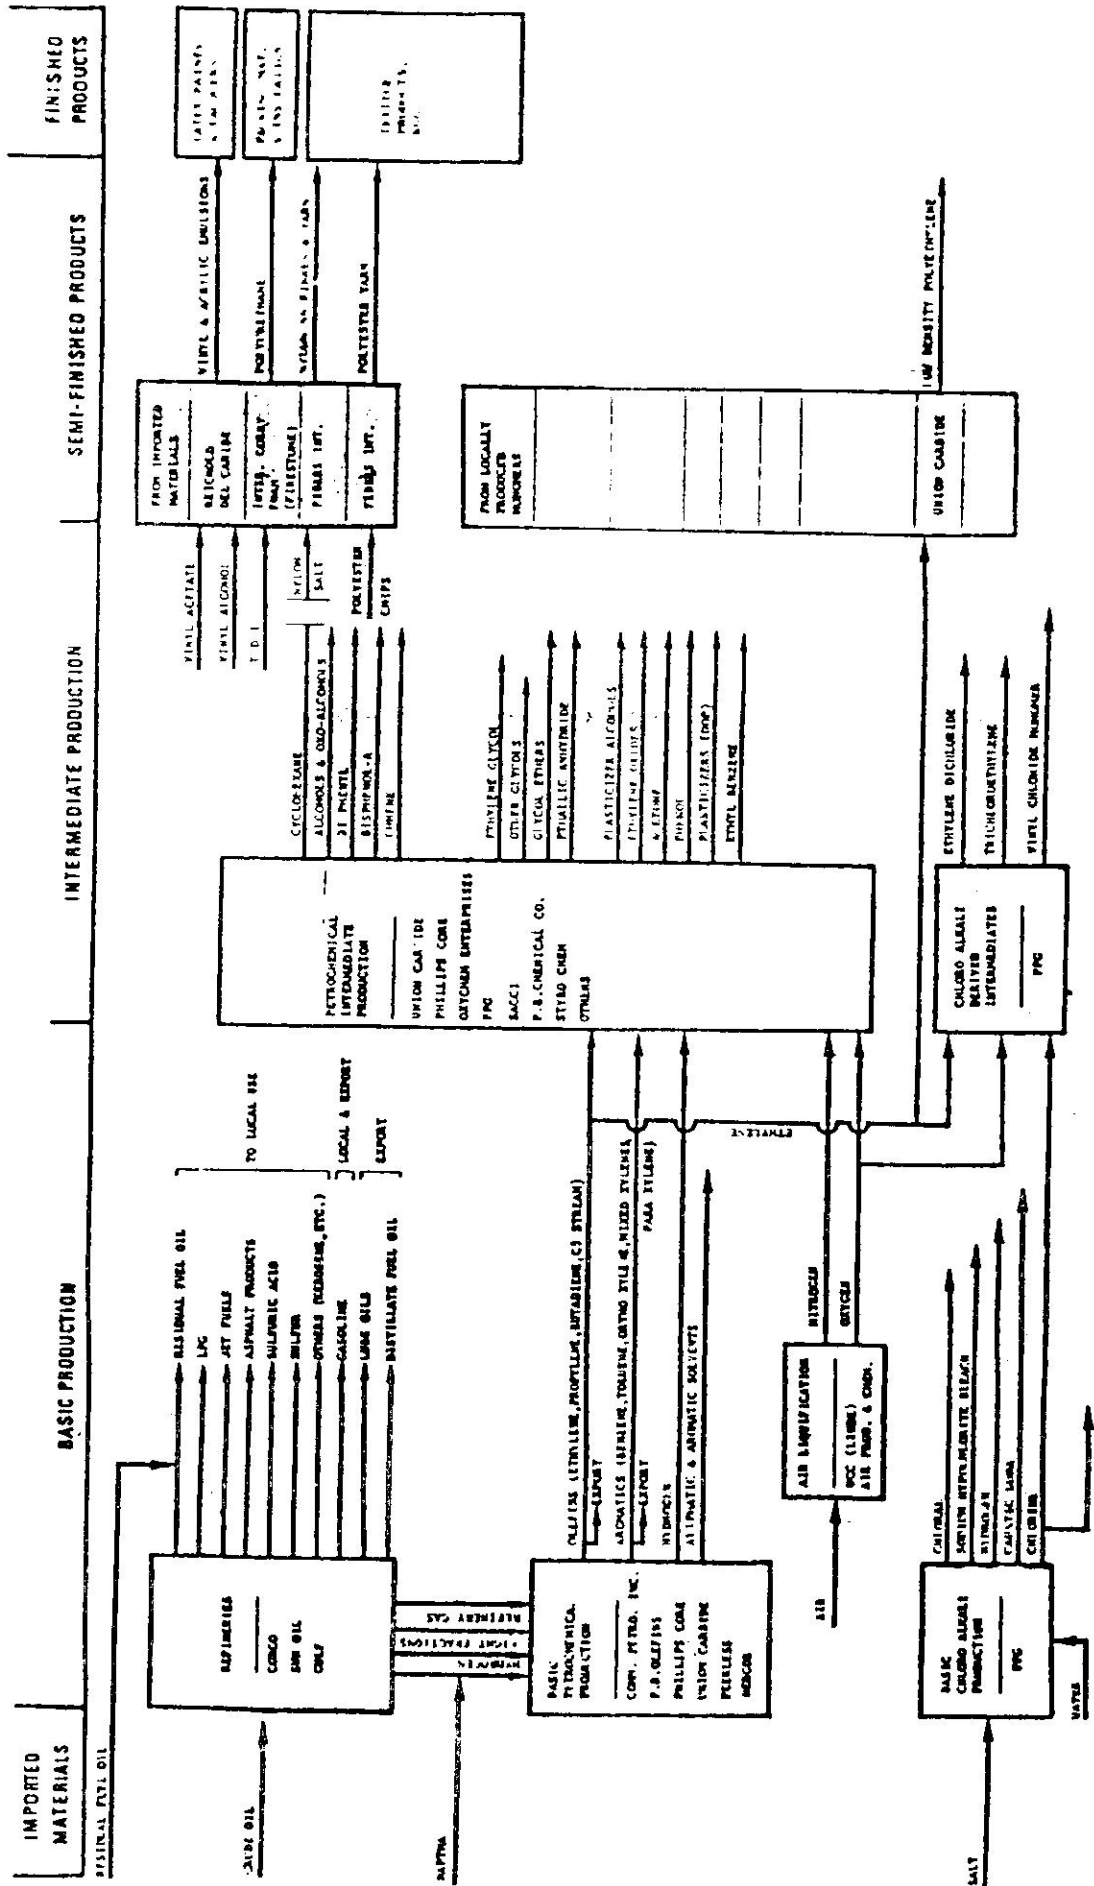 IMPORTED
MATERIALS
BASIC PRODUCTION
INTERMEDIATE PRODUCTION
SEMI-FINISHED PRODUCTS
FINISHED
PRODUCTS
RESIDUAL FUEL OIL
CRUDE OIL
NAPTHA
SALT
WATER
AIR
REFINERIES
CORCO
SUN OIL
GULF
RESIDUAL FUEL OIL
LPG
JET FUELS
ASPHALT PRODUCTS
SULFURIC ACID
SULFUR
OTHERS (KEROSENE, ETC.)
GASOLINE
LUBE OILS
DISTILLATE FUEL OIL
TO LOCAL USE
LOCAL & EXPORT
EXPORT
HYDROGEN
LIGHT FRACTIONS
REFINERY GAS
BASIC
PETROCHEMICAL
PRODUCTION
COMM. PETRO. INC.
P.R.OLEFINS
PHILLIPS CORE
UNION CARBIDE
PEERLESS
HERCOR
OLEFINS (ETHYLENE,PROPYLENE,BUTADIENE,C5 STREAM)
EXPORT
AROMATICS (BENZENE,TOLUENE,ORTHO XYLENE,MIXED XYLENES,
PARA XYLENE)
EXPORT
HYDROGEN
ALIPHATIC & AROMATIC SOLVENTS
ETHYLENE
AIR LIQUIFICATION
UCC (LINDE)
AIR PROD. & CHEM.
NITROGEN
OXYGEN
BASIC
CHLORO ALKALI
PRODUCTION
PPG
CHLORAL
SODIUM HYPOCHLORITE BLEACH
HYDROGEN
CAUSTIC SODA
CHLORINE
PETROCHEMICAL
INTERMEDIATE
PRODUCTION
UNION CARBIDE
PHILLIPS CORE
OXYCHEM ENTERPRISES
PPG
SACCI
P.R.CHEMICAL CO.
STYRO CHEM
OTHERS
CYCLOHEXANE
ALCOHOLS & OXO-ALCOHOLS
DI PHENYL
BISPHENOL-A
CUMENE
ETHYLENE GLYCOL
OTHER GLYCOLS
GLYCOL ETHERS
PTHALIC ANHYDRIDE
PLASTICIZER ALCOHOLS
ETHYLENE OXIDES
ACETONE
PHENOL
PLASTICIZERS (DOP)
ETHYL BENZENE
CHLORO ALKALI
DERIVED
INTERMEDIATES
PPG
ETHYLENE DICHLORIDE
TRICHLOROETHYLENE
VINYL CHLORIDE MONOMER
VINYL ACETATE
VINYL ALCOHOL
T D I
NYLON
SALT
POLYESTER
CHIPS
FROM IMPORTED
MATERIALS
REICHOLD
DEL CARIBE
FOAM
(FIRESTONE)
FIBERS INT.
FIBERS INT.
VINYL & ACRYLIC EMULSIONS
POLYURETHANE
POLYESTER YARN
FROM LOCALLY
PRODUCED
MONOMERS
UNION CARBIDE
LOW DENSITY POLYETHYLENE
LATEX PAINTS
PRODUCTS,
ETC.